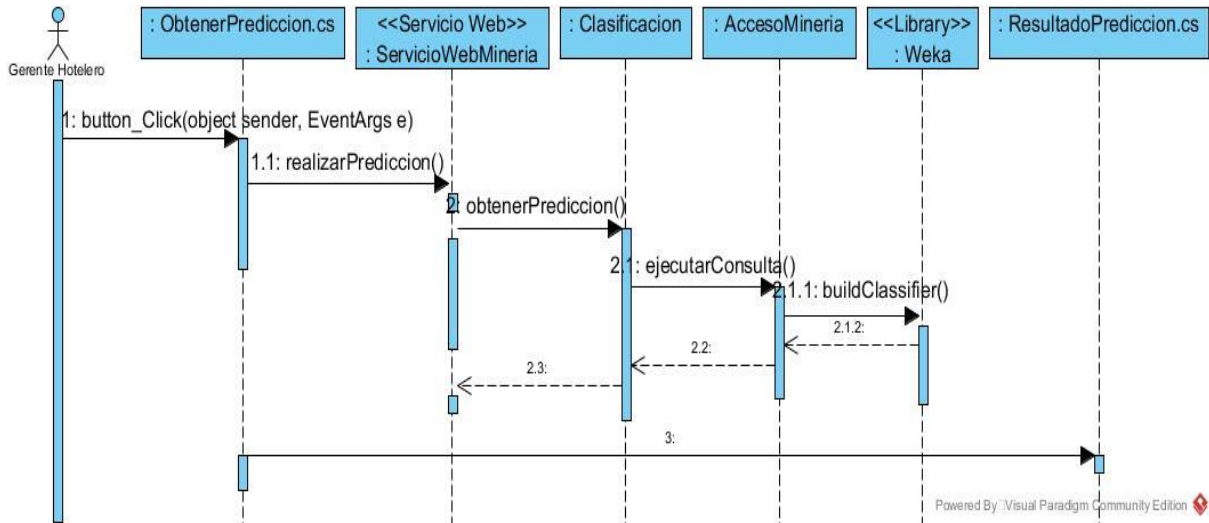 Gerente Hotelero
: ObtenerPrediccion.cs
<<Servicio Web>>
: ServicioWebMineria
: Clasificacion
: AccesoMineria
<<Library>>
: Weka
: ResultadoPrediccion.cs
1: button_Click(object sender, EventArgs e)
1.1: realizarPrediccion()
2: obtenerPrediccion()
2.1: ejecutarConsulta()
2.1.1: buildClassifier()
2.1.2:
2.2:
2.3:
3:
Powered By Visual Paradigm Community Edition